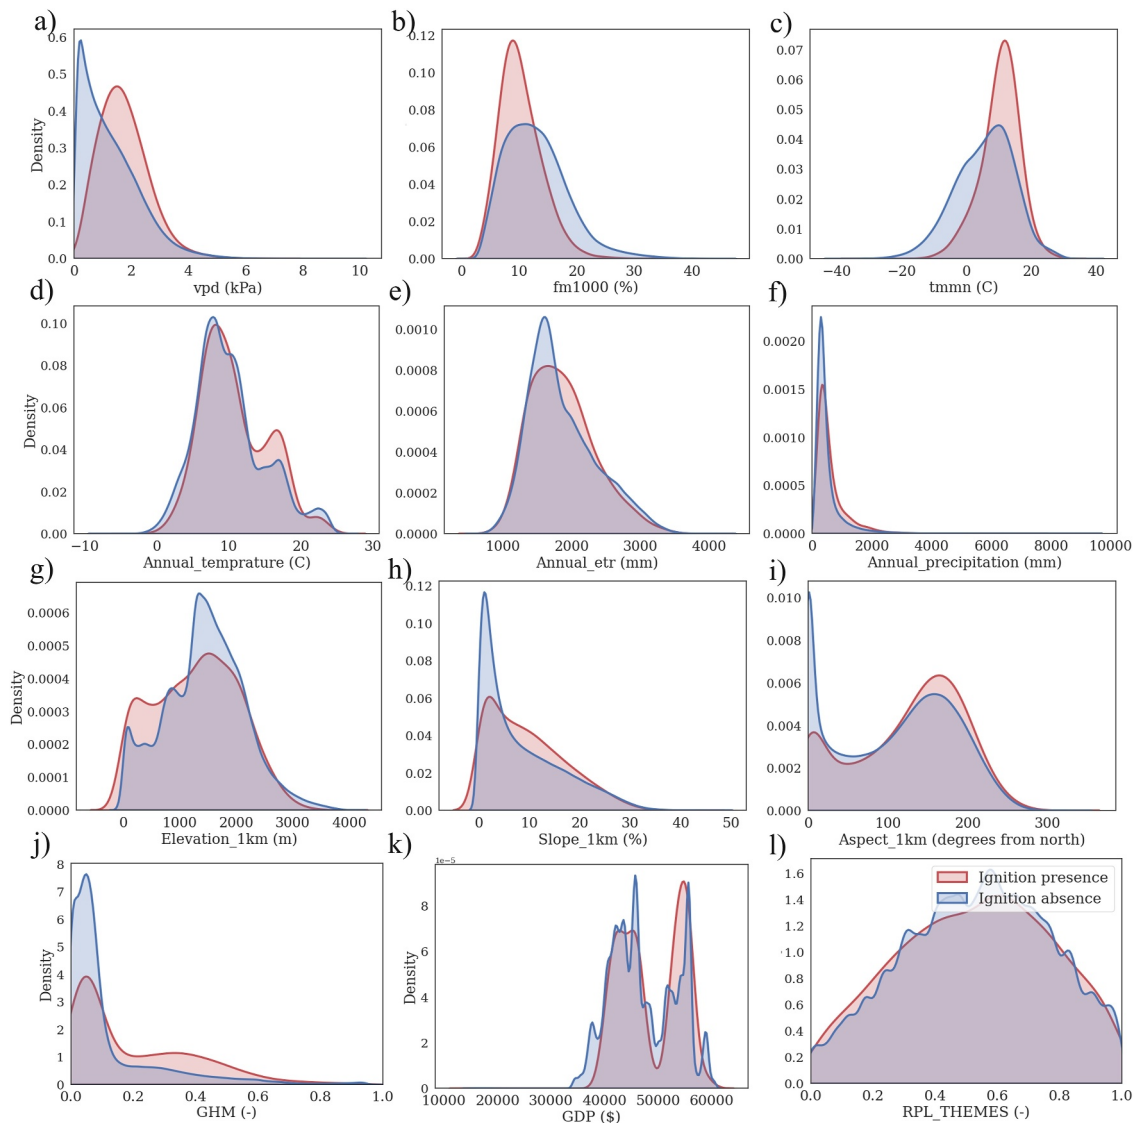 a) b) c)
0.6 0.12
0.07
0.5 0.10 0.06
0.4 0.08 0.05
0.3 0.06 0.04
0.03
0.2 0.04
0.02
0.1 0.02 0.01
0.0 0.00 0.00
Density
0 2 4 6 8 10 0 10 20 30 40 −40 −20 0 20 40
vpd (kPa) fm1000 (%) tmmn (C)
d) e) f)
0.10 0.0010 0.0020
0.08 0.0008
0.0015
0.06 0.0006
0.0010
0.04 0.0004
0.02 0.0002 0.0005
0.00 0.0000 0.0000
Density
−10 0 10 20 30 1000 2000 3000 4000 0 2000 4000 6000 8000 10000
Annual_temprature (C) Annual_etr (mm) Annual_precipitation (mm)
g) h) i)
0.12 0.010
0.0006
0.0005 0.10 0.008
0.0004 0.08
0.006
0.0003 0.06
0.004
0.0002 0.04
0.0001 0.02 0.002
0.0000 0.00 0.000
Density
0 1000 2000 3000 4000 0 10 20 30 40 50 0 100 200 300
Elevation_1km (m) Slope_1km (%) Aspect_1km (degrees from north)
j) k) l)
1e−5
8 8 1.6
7 1.4
6 6 1.2
5 1.0
4 4 0.8
3 0.6
2 2 0.4
1 0.2
0 0 0.0
Density Density
Ignition presence
Ignition absence
0.0 0.2 0.4 0.6 0.8 1.0 10000 20000 30000 40000 50000 60000 0.0 0.2 0.4 0.6 0.8 1.0
GHM (-) GDP ($) RPL_THEMES (-)